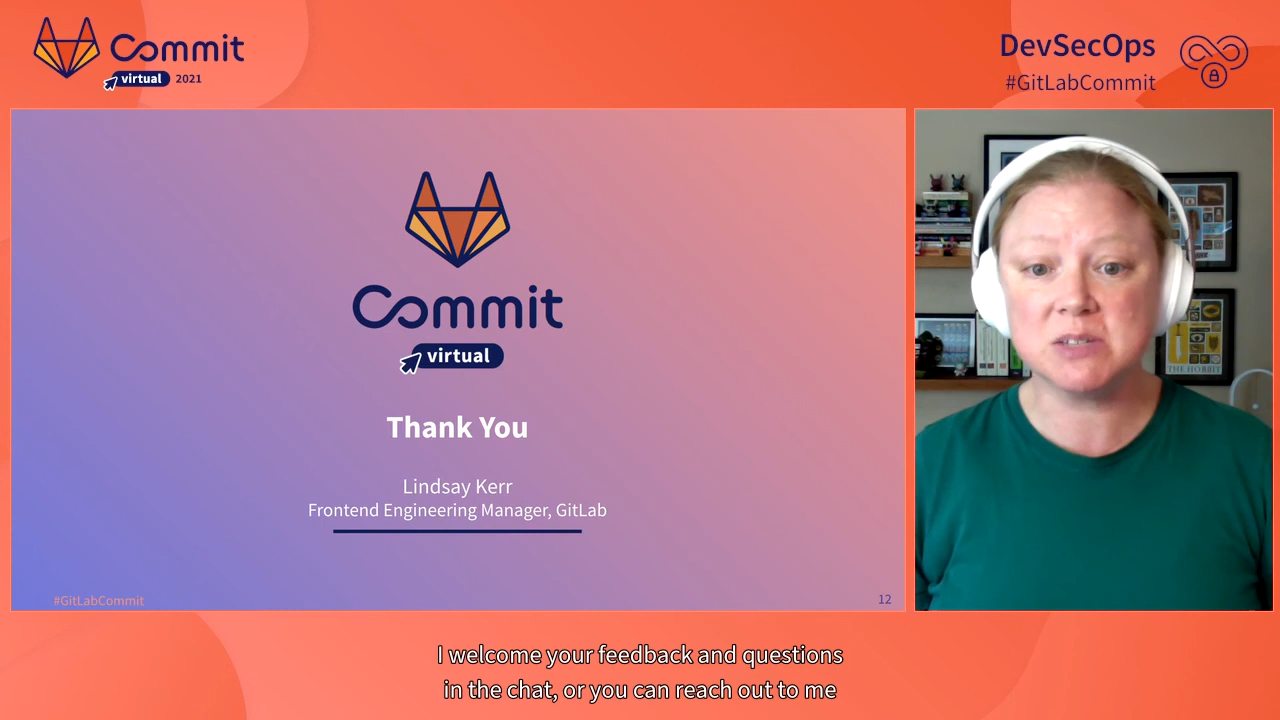 Commit
virtual 2021
DevSecOps
#GitLabCommit
Commit
virtual
Thank You
Lindsay Kerr
Frontend Engineering Manager, GitLab
#GitLabCommit
12
THE HOBBIT
I welcome your feedback and questions
in the chat, or you can reach out to me